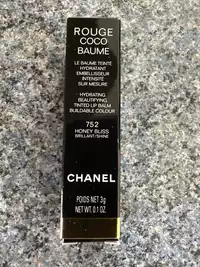 ROUGE
COCO
BAUME
LE BAUME TEINTÉ
HYDRATANT
EMBELLISSEUR
INTENSITÉ
SUR MESURE
HYDRATING
BEAUTIFYING
TINTED LIP BALM
BUILDABLE COLOUR
752
HONEY BLISS
BRILLANT/SHINE
CHANEL
POIDS NET 3g
NET WT. 0.1 OZ.